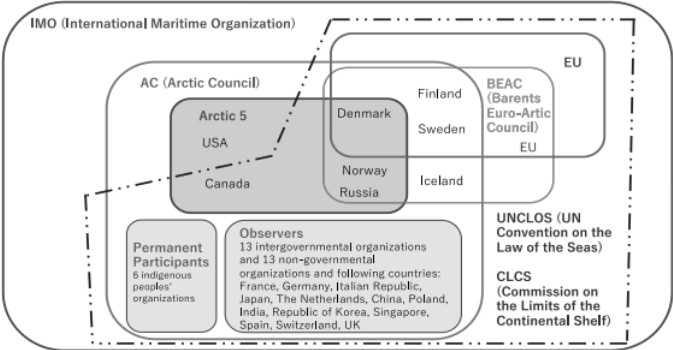 IMO (International Maritime Organization)
EU
AC (Arctic Council)
BEAC
(Barents
Euro-Artic
Council)
EU
Finland
Sweden
Iceland
Arctic 5
USA
Canada
Denmark
Norway
Russia
Permanent
Participants
6 indigenous
peoples'
organizations
Observers
13 intergovernmental organizations
and 13 non-governmental
organizations and following countries:
France, Germany, Italian Republic,
Japan, The Netherlands, China, Poland,
India, Republic of Korea, Singapore,
Spain, Switzerland, UK
UNCLOS (UN
Convention on the
Law of the Seas)
CLCS
(Commission on
the Limits of the
Continental Shelf)